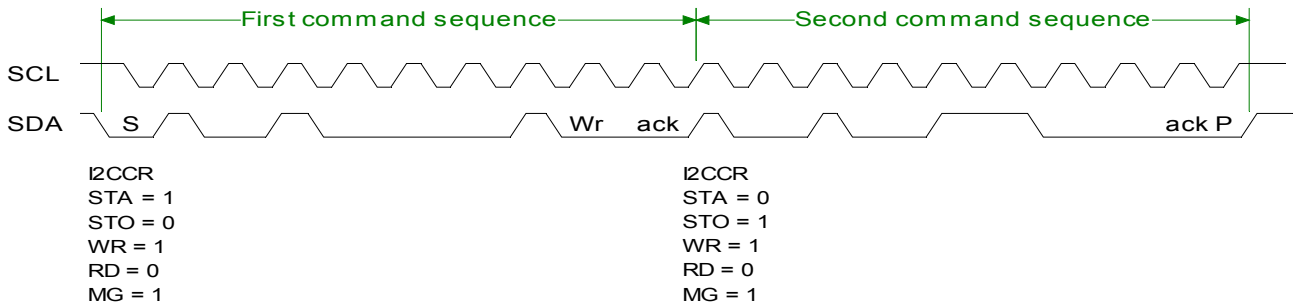 First command sequence Second command sequence
SCL
SDA S Wr ack ack P
I2CCR I2CCR
STA = 1 STA = 0
STO = 0 STO = 1
WR = 1 WR = 1
RD = 0 RD = 0
MG = 1 MG = 1